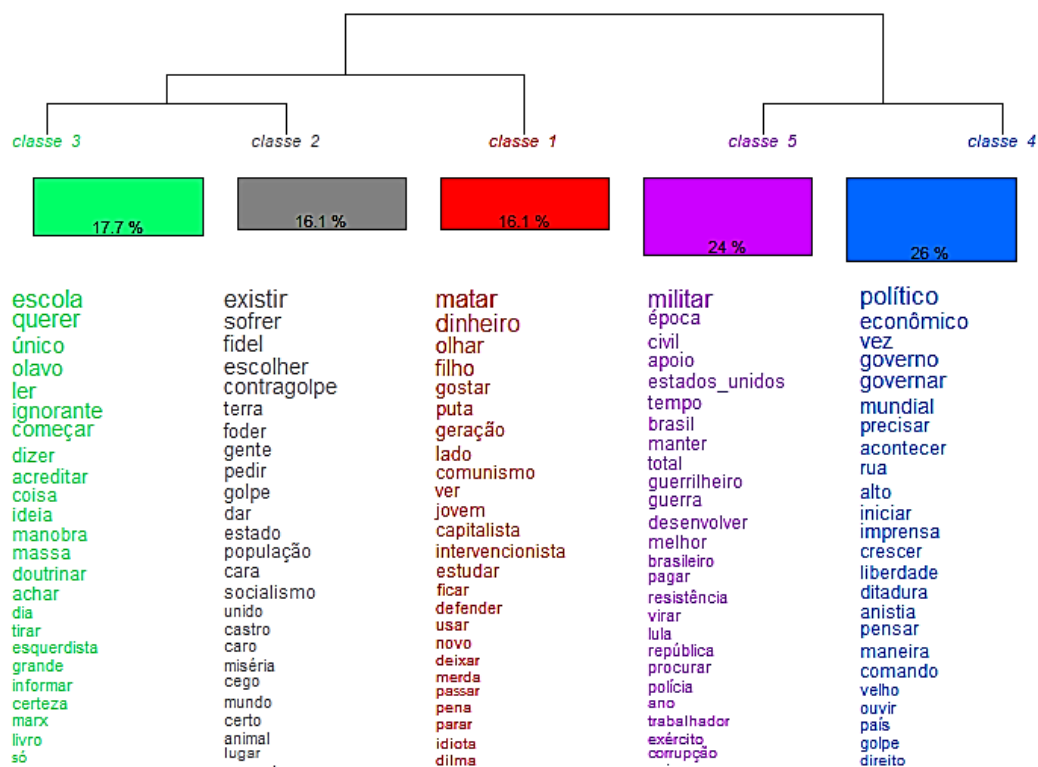 classe 3
classe 2
classe 1
classe 5
classe 4
17.7 %
16.1 %
16.1 %
24 %
26 %
escola
querer
único
olavo
ler
ignorante
começar
dizer
acreditar
coisa
ideia
manobra
massa
doutrinar
achar
dia
tirar
esquerdista
grande
informar
certeza
marx
livro
só
existir
sofrer
fidel
escolher
contragolpe
terra
foder
gente
pedir
golpe
dar
estado
população
cara
socialismo
unido
castro
caro
miséria
cego
mundo
certo
animal
lugar
matar
dinheiro
olhar
filho
gostar
puta
geração
lado
comunismo
ver
jovem
capitalista
intervencionista
estudar
ficar
defender
usar
novo
deixar
merda
passar
pena
parar
idiota
dilma
militar
época
civil
apoio
estados_unidos
tempo
brasil
manter
total
guerrilheiro
guerra
desenvolver
melhor
brasileiro
pagar
resistência
virar
lula
república
procurar
polícia
ano
trabalhador
exército
corrupção
político
econômico
vez
governo
governar
mundial
precisar
acontecer
rua
alto
iniciar
imprensa
crescer
liberdade
ditadura
anistia
pensar
maneira
comando
velho
ouvir
país
golpe
direito